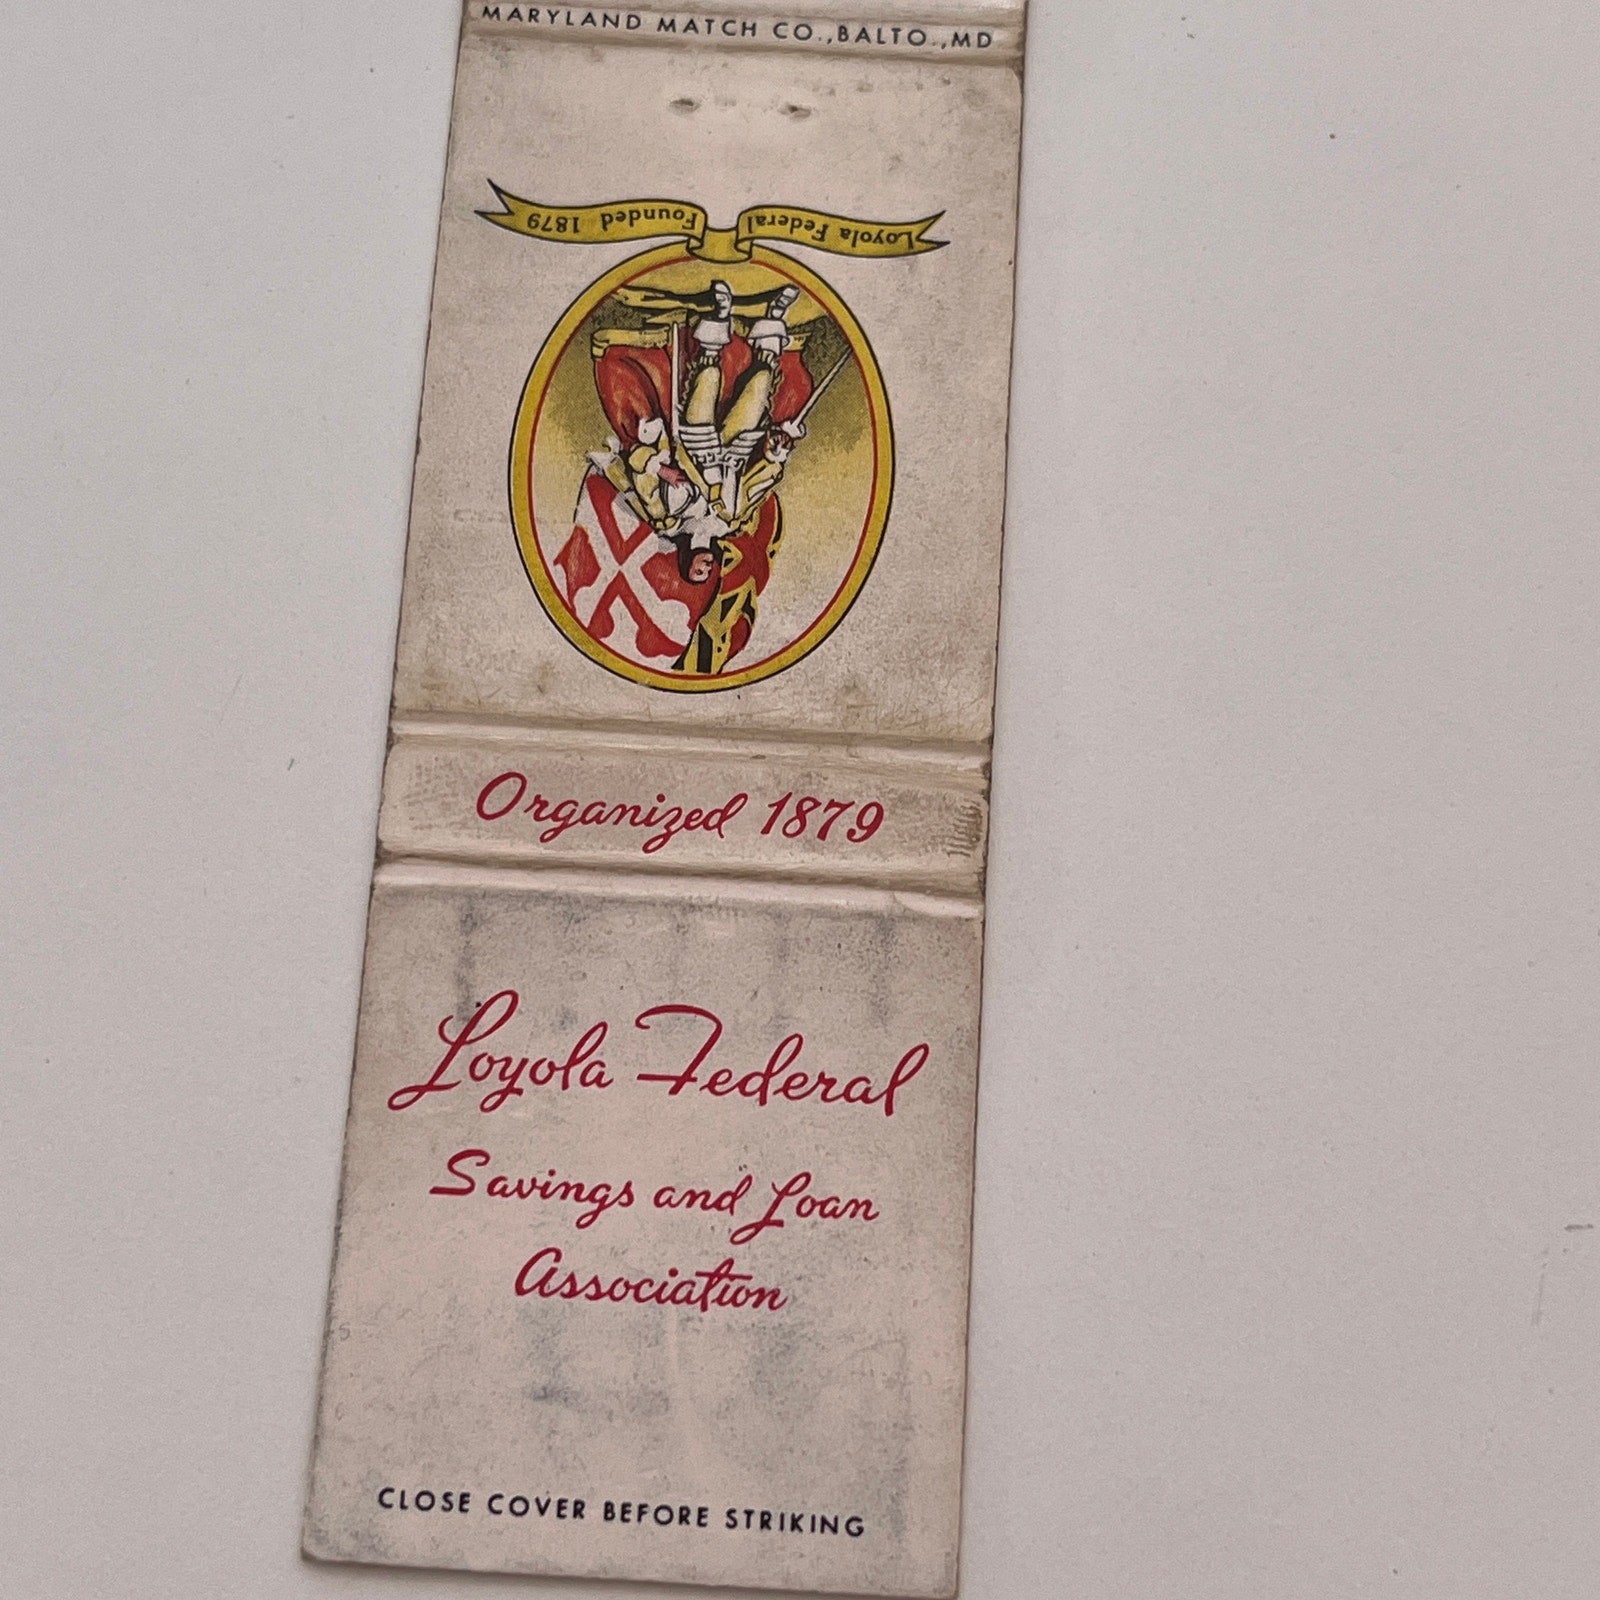 MARYLAND MATCH CO., BALTO., MD
Loyola Federal Founded 1879
Organized 1879
Loyola Federal
Savings and Loan
Association
CLOSE COVER BEFORE STRIKING